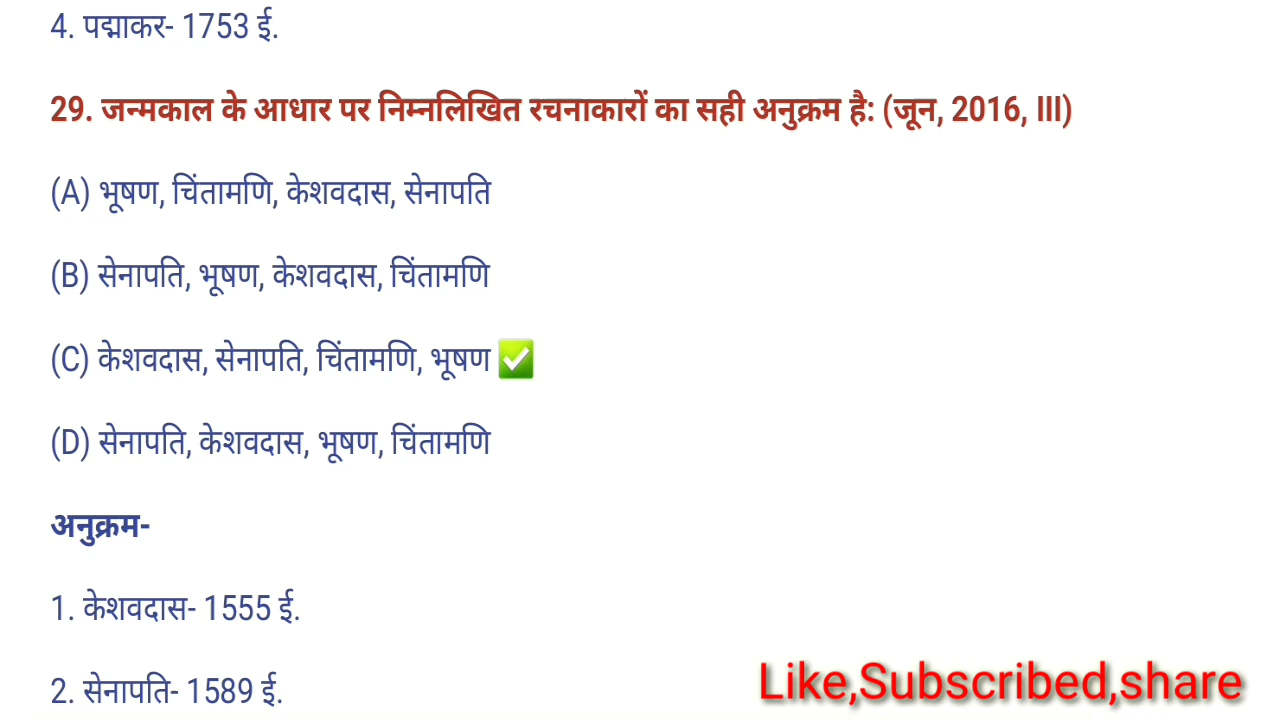 4. पद्माकर- 1753 ई.
29. जन्मकाल के आधार पर निम्नलिखित रचनाकारों का सही अनुक्रम है: (जून, 2016, III)
(A) भूषण, चिंतामणि, केशवदास, सेनापति
(B) सेनापति, भूषण, केशवदास, चिंतामणि
(C) केशवदास, सेनापति, चिंतामणि, भूषण ✅
(D) सेनापति, केशवदास, भूषण, चिंतामणि
अनुक्रम-
1. केशवदास- 1555 ई.
2. सेनापति- 1589 ई.
Like,Subscribed,share